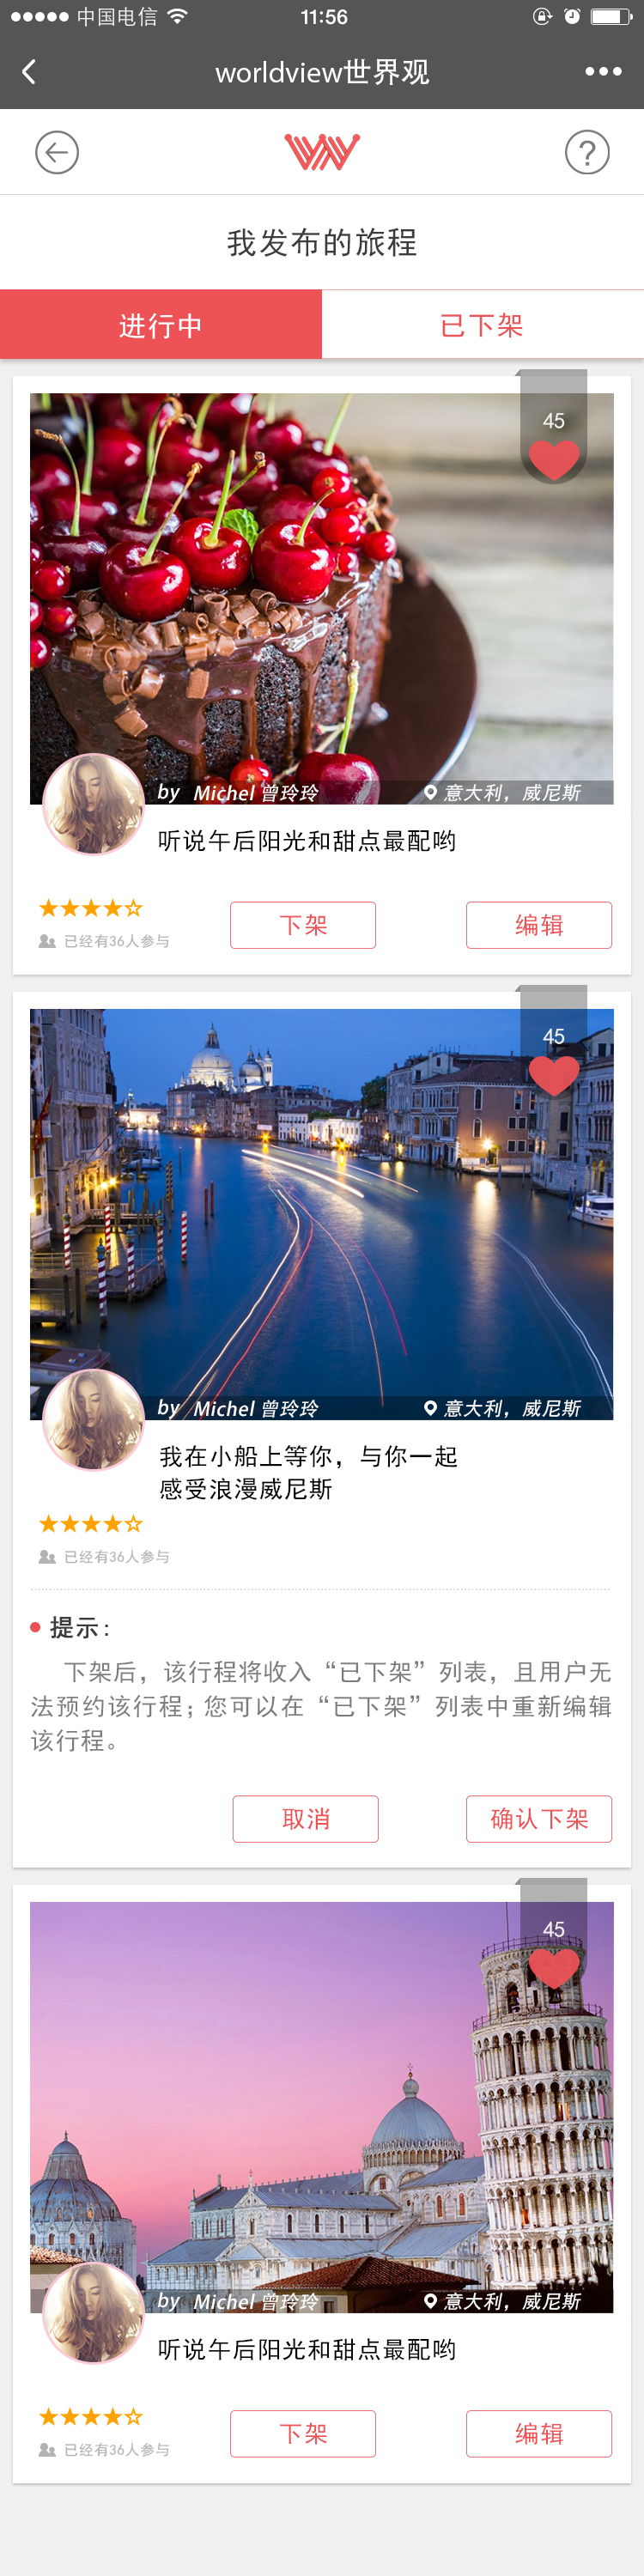 中国电信
11:56
worldview世界观
我发布的旅程
进行中
已下架
45
by Michel 曾玲玲
意大利，威尼斯
听说午后阳光和甜点最配哟
已经有36人参与
下架
编辑
45
by Michel 曾玲玲
意大利，威尼斯
我在小船上等你，与你一起
感受浪漫威尼斯
已经有36人参与
提示：
下架后，该行程将收入“已下架”列表，且用户无
法预约该行程；您可以在“已下架”列表中重新编辑
该行程。
取消
确认下架
45
by Michel 曾玲玲
意大利，威尼斯
听说午后阳光和甜点最配哟
已经有36人参与
下架
编辑